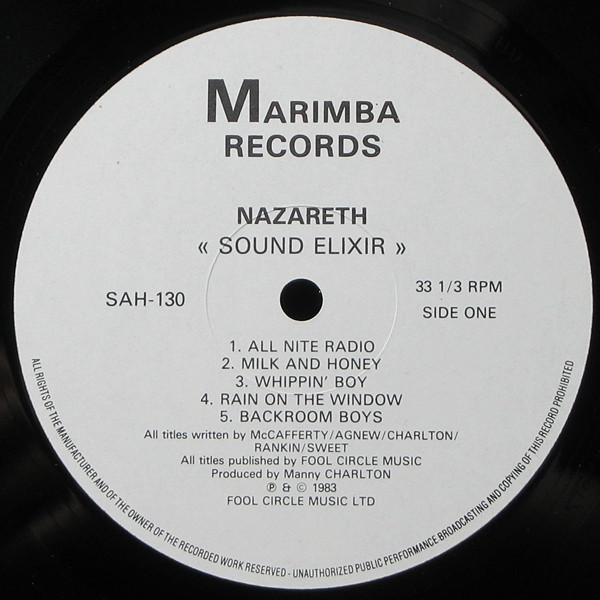 MARIMBA
RECORDS
NAZARETH
« SOUND ELIXIR »
SAH-130
33 1/3 RPM
SIDE ONE
1. ALL NITE RADIO
2. MILK AND HONEY
3. WHIPPIN' BOY
4. RAIN ON THE WINDOW
5. BACKROOM BOYS
All titles written by McCAFFERTY/AGNEW/CHARLTON/
RANKIN/SWEET
All titles published by FOOL CIRCLE MUSIC
Produced by Manny CHARLTON
℗ & © 1983
FOOL CIRCLE MUSIC LTD
ALL RIGHTS OF THE MANUFACTURER AND OF THE OWNER OF THE RECORDED WORK RESERVED - UNAUTHORIZED PUBLIC PERFORMANCE BROADCASTING AND COPYING OF THIS RECORD PROHIBITED